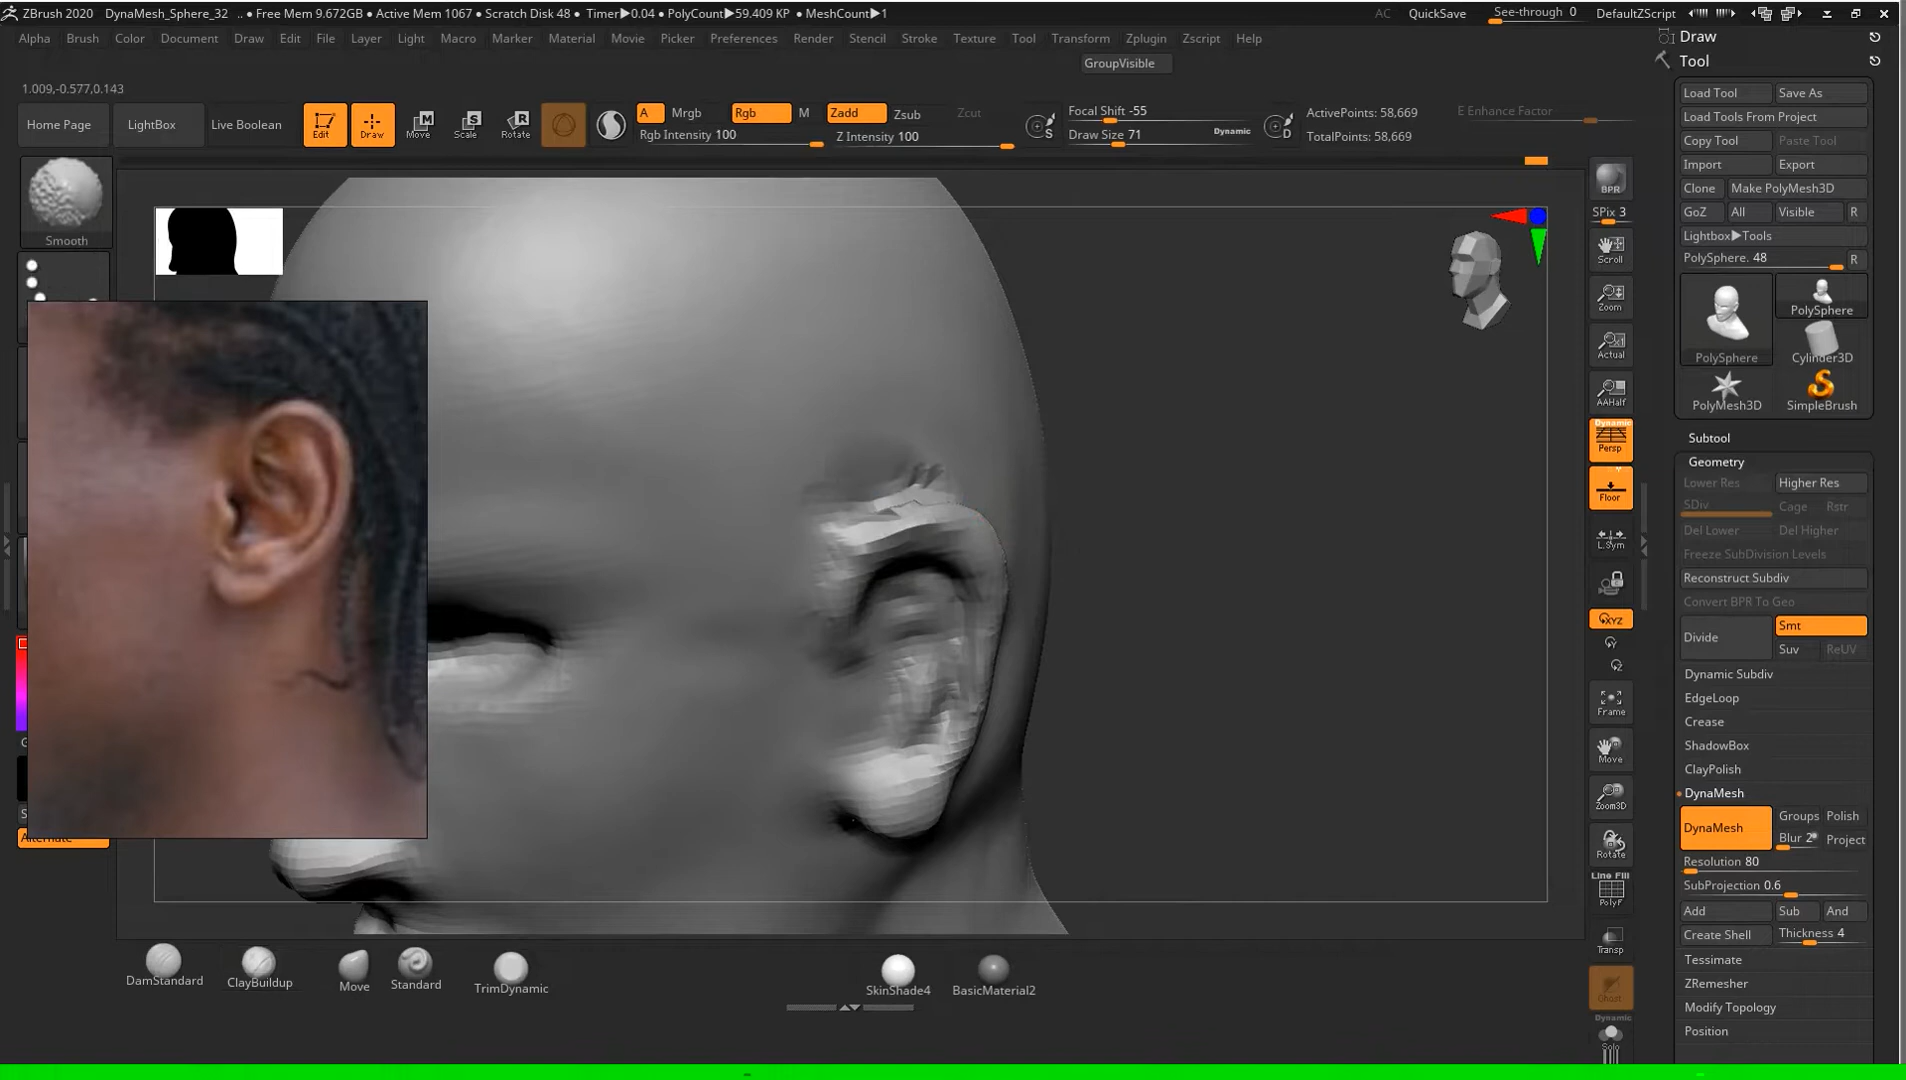 ZBrush 2020 DynaMesh_Sphere_32 .. • Free Mem 9.672GB • Active Mem 1067 • Scratch Disk 48 • Timer▶0.04 • PolyCount▶59.409 KP • MeshCount▶1 AC QuickSave See-through 0 DefaultZScript
Alpha Brush Color Document Draw Edit File Layer Light Macro Marker Material Movie Picker Preferences Render Stencil Stroke Texture Tool Transform Zplugin Zscript Help
GroupVisible
1.009,-0.577,0.143
Home Page LightBox Live Boolean Edit Draw Move Scale Rotate
A Mrgb Rgb M Zadd Zsub Zcut
Rgb Intensity 100 Z Intensity 100
S Focal Shift -55
Draw Size 71 Dynamic
D ActivePoints: 58,669
TotalPoints: 58,669
E Enhance Factor
Smooth
Alternate
DamStandard ClayBuildup Move Standard TrimDynamic SkinShade4 BasicMaterial2
BPR
SPix 3
Scroll
Zoom
Actual
AAHalf
Dynamic
Persp
Floor
L.Sym
XYZ
Y
Z
Frame
Move
Zoom3D
Rotate
Line Fill
PolyF
Transp
Ghost
Dynamic
Solo
Draw
Tool
Load Tool Save As
Load Tools From Project
Copy Tool Paste Tool
Import Export
Clone Make PolyMesh3D
GoZ All Visible R
Lightbox▶Tools
PolySphere. 48 R
PolySphere PolySphere
Cylinder3D
PolyMesh3D SimpleBrush
Subtool
Geometry
Lower Res Higher Res
SDiv Cage Rstr
Del Lower Del Higher
Freeze SubDivision Levels
Reconstruct Subdiv
Convert BPR To Geo
Divide Smt
Suv ReUV
Dynamic Subdiv
EdgeLoop
Crease
ShadowBox
ClayPolish
DynaMesh
DynaMesh Groups Polish
Blur 2 Project
Resolution 80
SubProjection 0.6
Add Sub And
Create Shell Thickness 4
Tessimate
ZRemesher
Modify Topology
Position